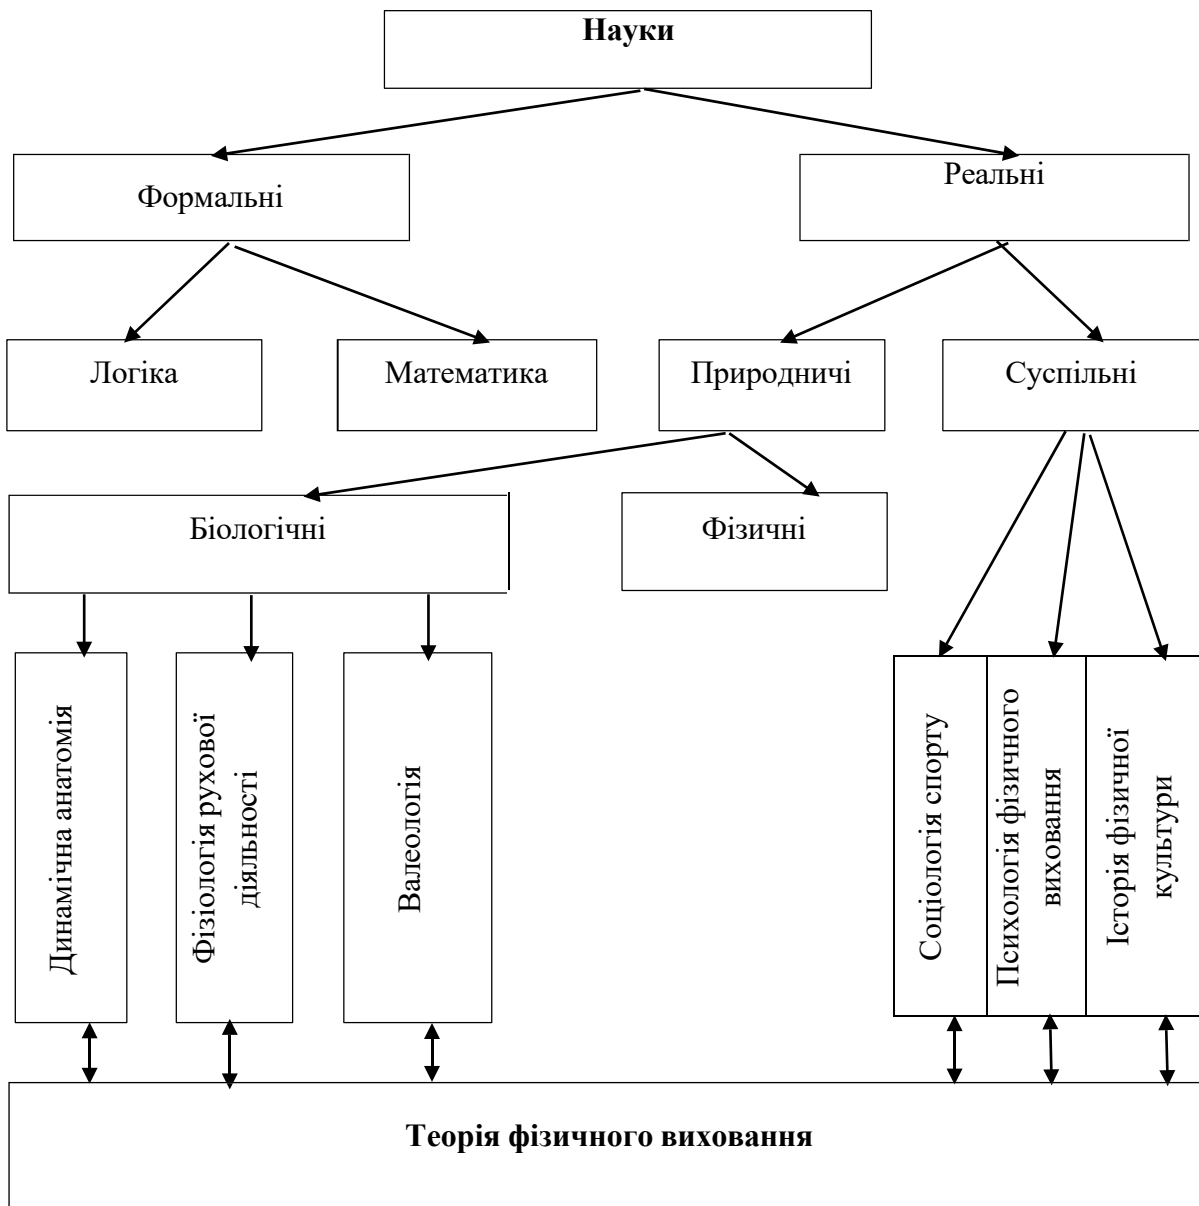 Науки
Формальні
Реальні
Логіка
Математика
Природничі
Суспільні
Біологічні
Фізичні
Динамічна анатомія
Фізіологія рухової
діяльності
Валеологія
Соціологія спорту
Психологія фізичного
виховання
Історія фізичної
культури
Теорія фізичного виховання